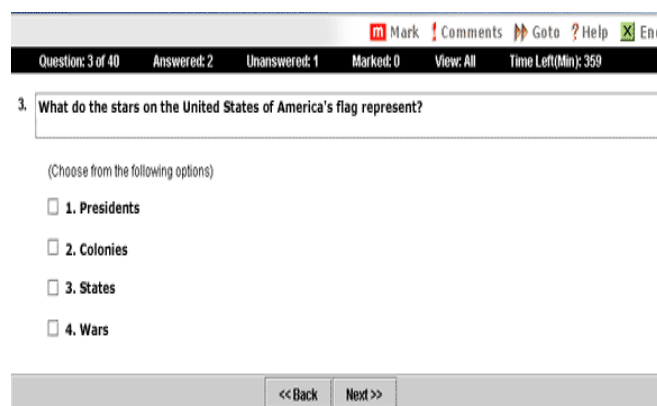 m Mark ! Comments Goto ? Help X En
Question: 3 of 40 Answered: 2 Unanswered: 1 Marked: 0 View: All Time Left(Min): 359
3. What do the stars on the United States of America's flag represent?
(Choose from the following options)
1. Presidents
2. Colonies
3. States
4. Wars
<< Back Next >>